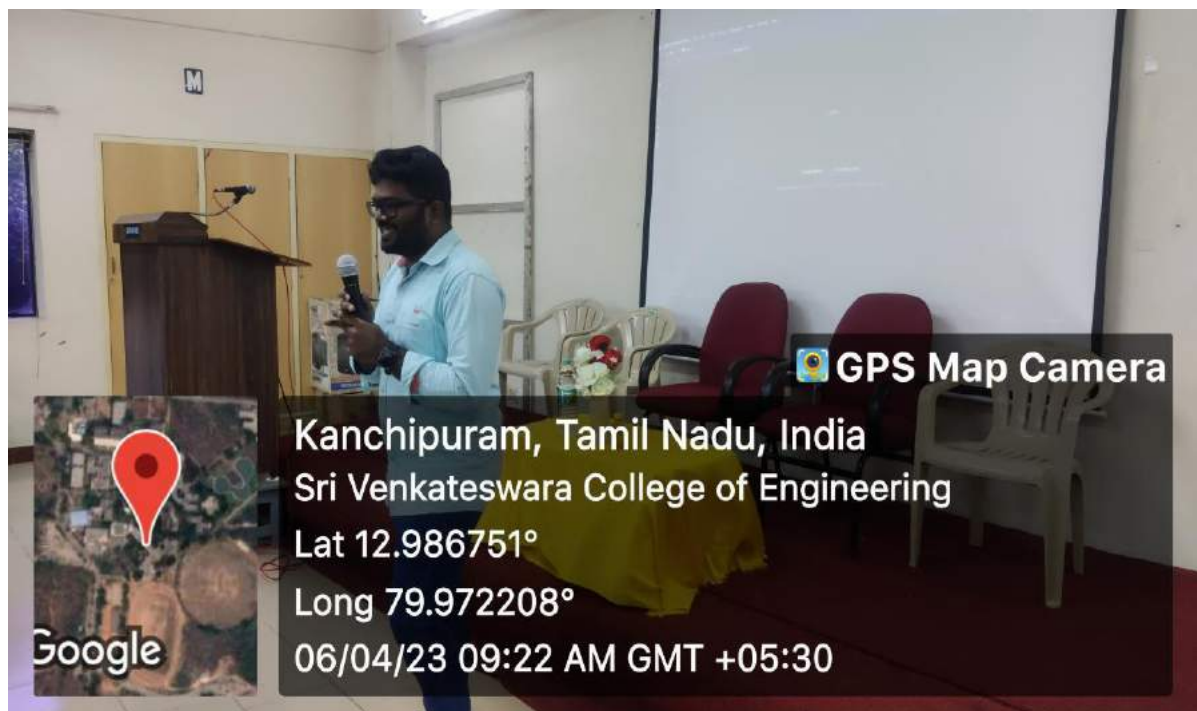 M
GPS Map Camera
Kanchipuram, Tamil Nadu, India
Sri Venkateswara College of Engineering
Lat 12.986751°
Long 79.972208°
06/04/23 09:22 AM GMT +05:30
Google